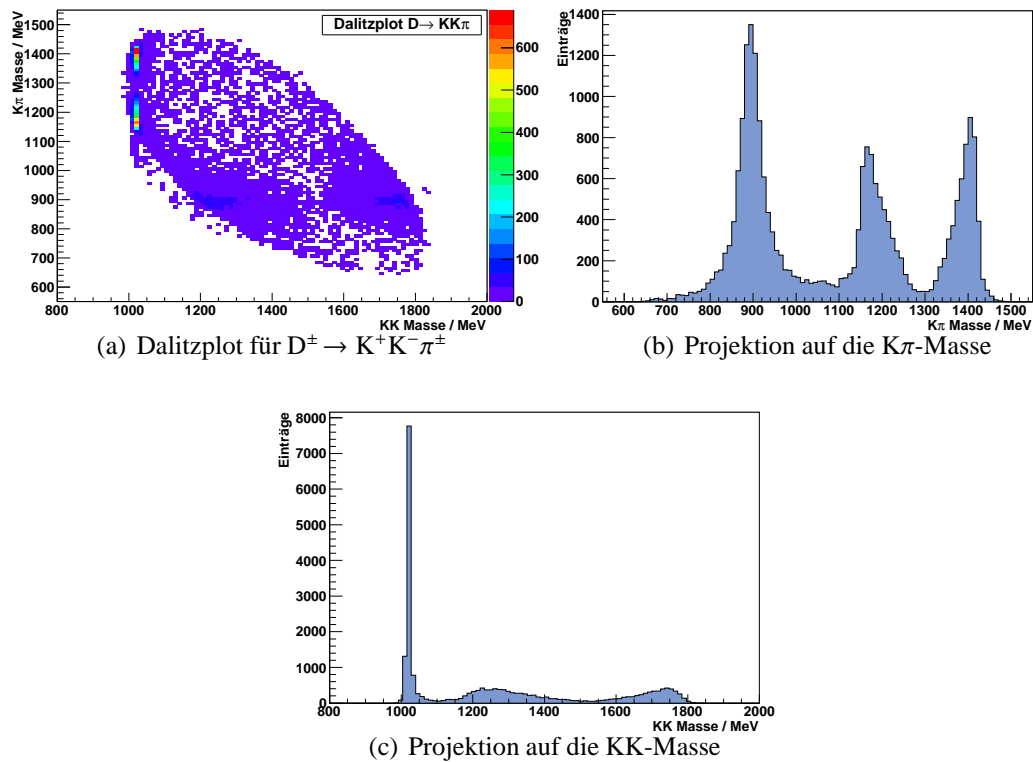 Dalitzplot D→ KKπ
Kπ Masse / MeV
1500
1400
1300
1200
1100
1000
900
800
700
600
800 1000 1200 1400 1600 1800 2000
KK Masse / MeV
600
500
400
300
200
100
0
(a) Dalitzplot für D± → K+K−π±
Einträge
1400
1200
1000
800
600
400
200
0
600 700 800 900 1000 1100 1200 1300 1400 1500
Kπ Masse / MeV
(b) Projektion auf die Kπ-Masse
Einträge
8000
7000
6000
5000
4000
3000
2000
1000
0
800 1000 1200 1400 1600 1800 2000
KK Masse / MeV
(c) Projektion auf die KK-Masse